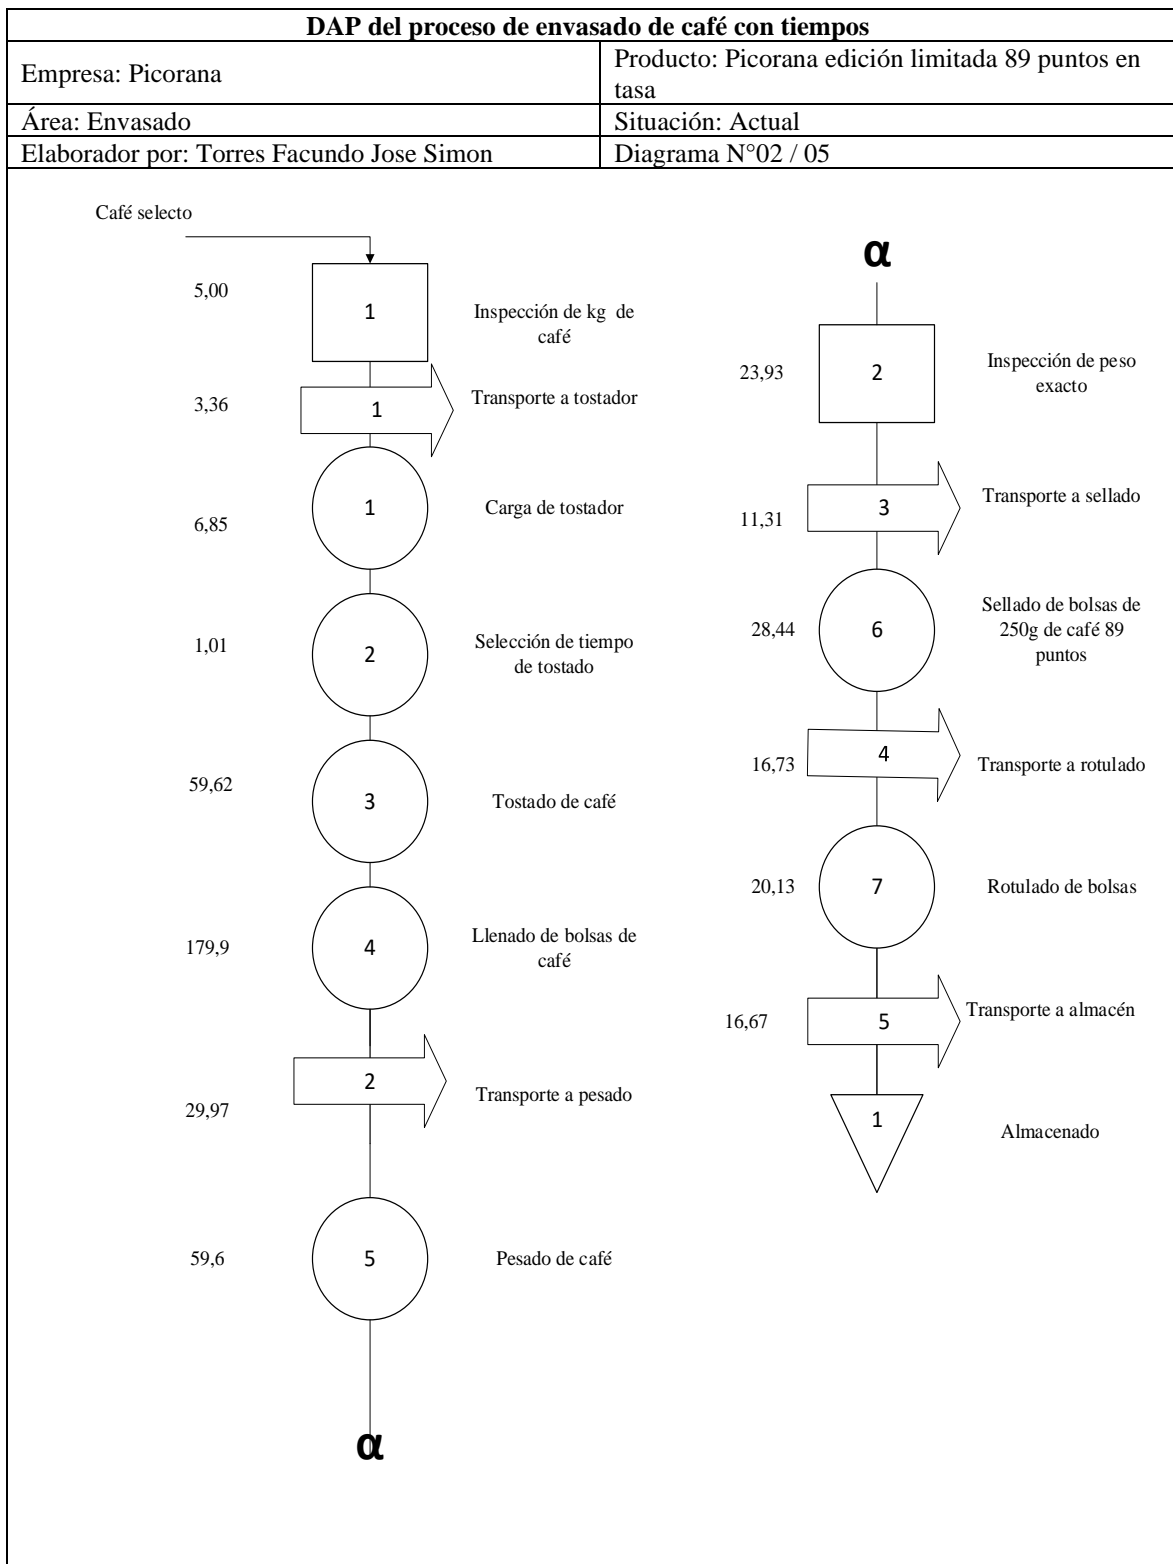 DAP del proceso de envasado de café con tiempos
Empresa: Picorana
Producto: Picorana edición limitada 89 puntos en
tasa
Área: Envasado
Situación: Actual
Elaborador por: Torres Facundo Jose Simon
Diagrama N°02 / 05
Café selecto
5,00
1
Inspección de kg de
café
3,36
1
Transporte a tostador
6,85
1
Carga de tostador
1,01
2
Selección de tiempo
de tostado
59,62
3
Tostado de café
179,9
4
Llenado de bolsas de
café
29,97
2
Transporte a pesado
59,6
5
Pesado de café
α
α
23,93
2
Inspección de peso
exacto
11,31
3
Transporte a sellado
28,44
6
Sellado de bolsas de
250g de café 89
puntos
16,73
4
Transporte a rotulado
20,13
7
Rotulado de bolsas
16,67
5
Transporte a almacén
1
Almacenado